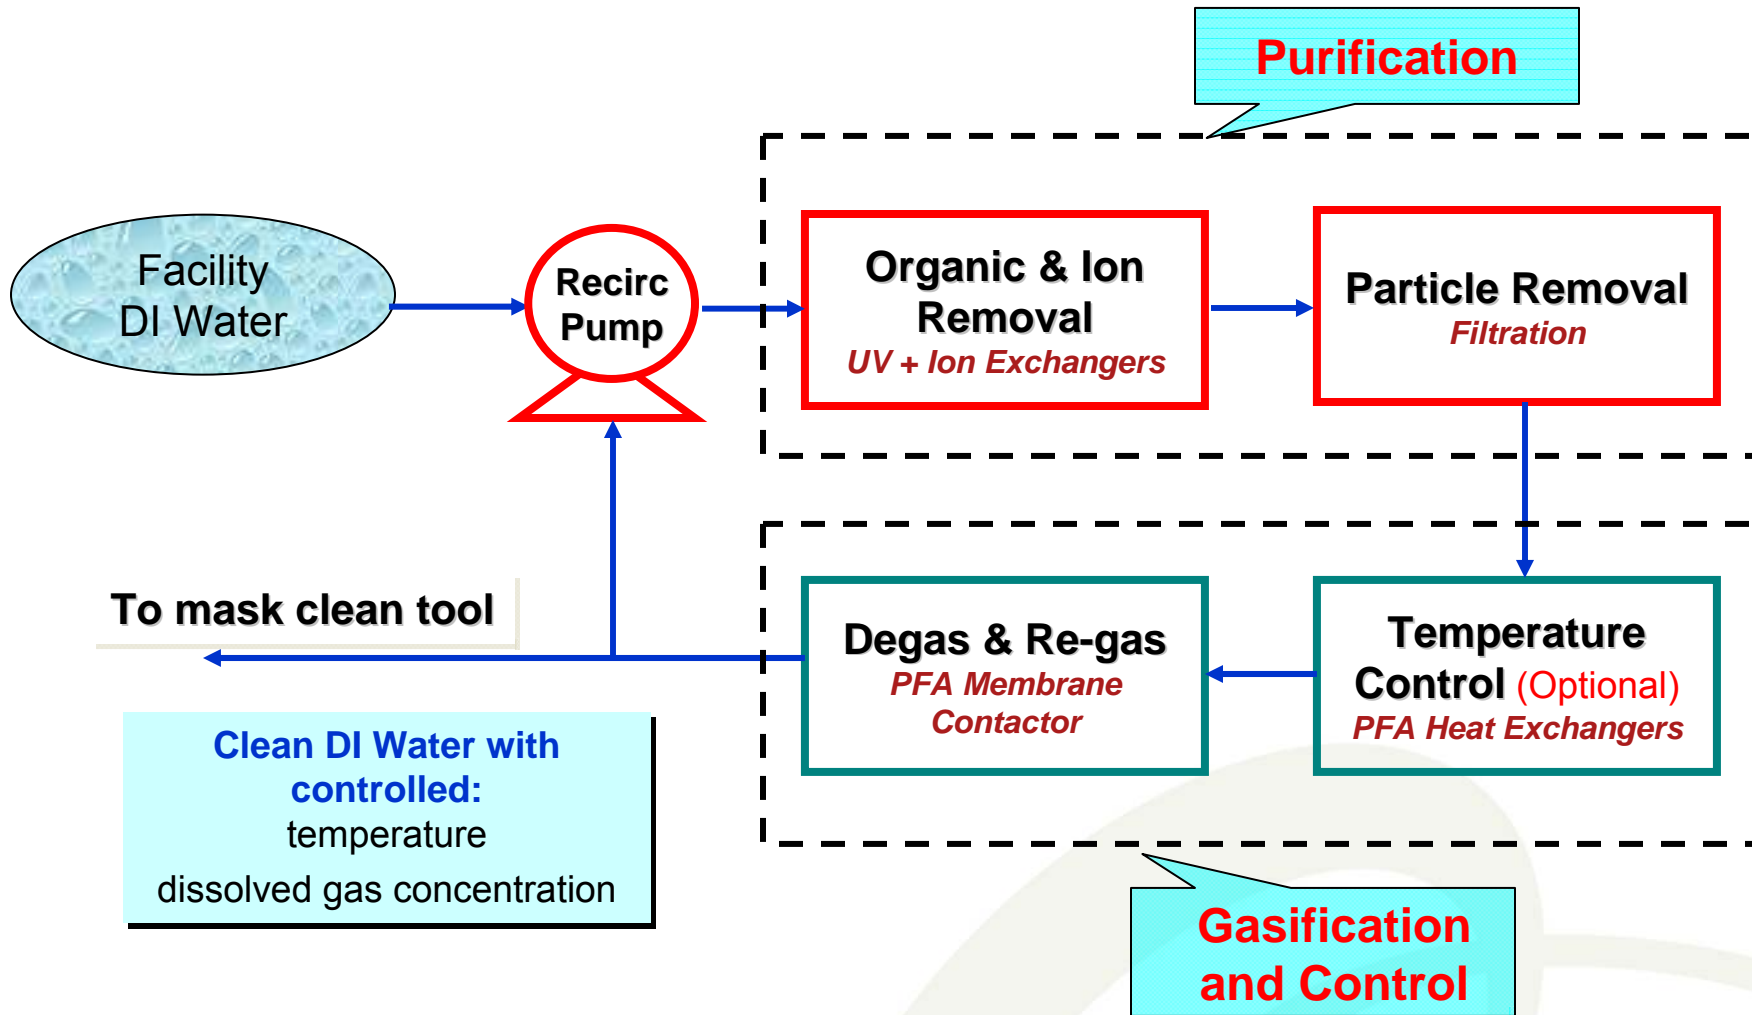 Purification
Facility
DI Water
Recirc
Pump
Organic & Ion
Removal
UV + Ion Exchangers
Particle Removal
Filtration
To mask clean tool
Degas & Re-gas
PFA Membrane
Contactor
Temperature
Control (Optional)
PFA Heat Exchangers
Clean DI Water with
controlled:
temperature
dissolved gas concentration
Gasification
and Control